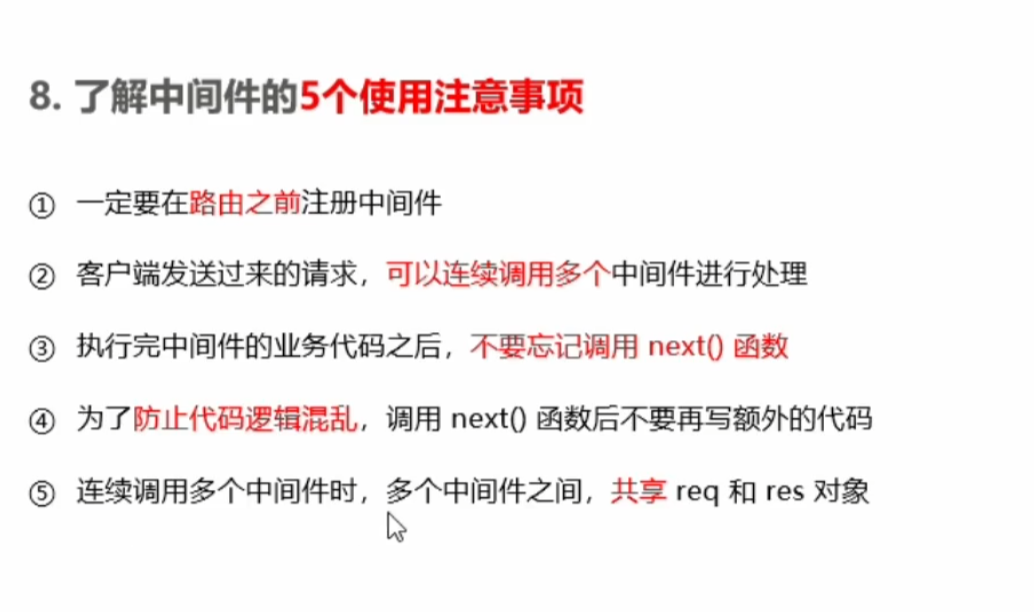 8. 了解中间件的5个使用注意事项
① 一定要在路由之前注册中间件
② 客户端发送过来的请求，可以连续调用多个中间件进行处理
③ 执行完中间件的业务代码之后，不要忘记调用 next() 函数
④ 为了防止代码逻辑混乱，调用 next() 函数后不要再写额外的代码
⑤ 连续调用多个中间件时，多个中间件之间，共享 req 和 res 对象